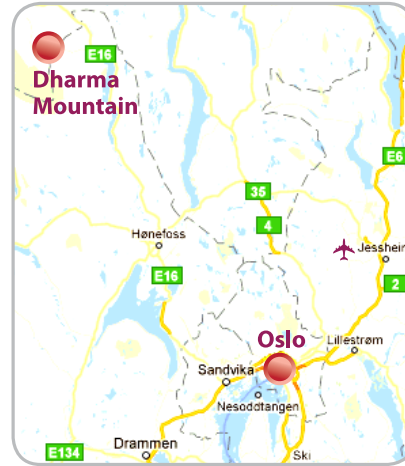 E16
Dharma
Mountain
E6
35
4
Hønefoss
Jessheim
E16
2
Oslo
Lillestrøm
Sandvika
Nesoddtangen
Drammen
Ski
E134